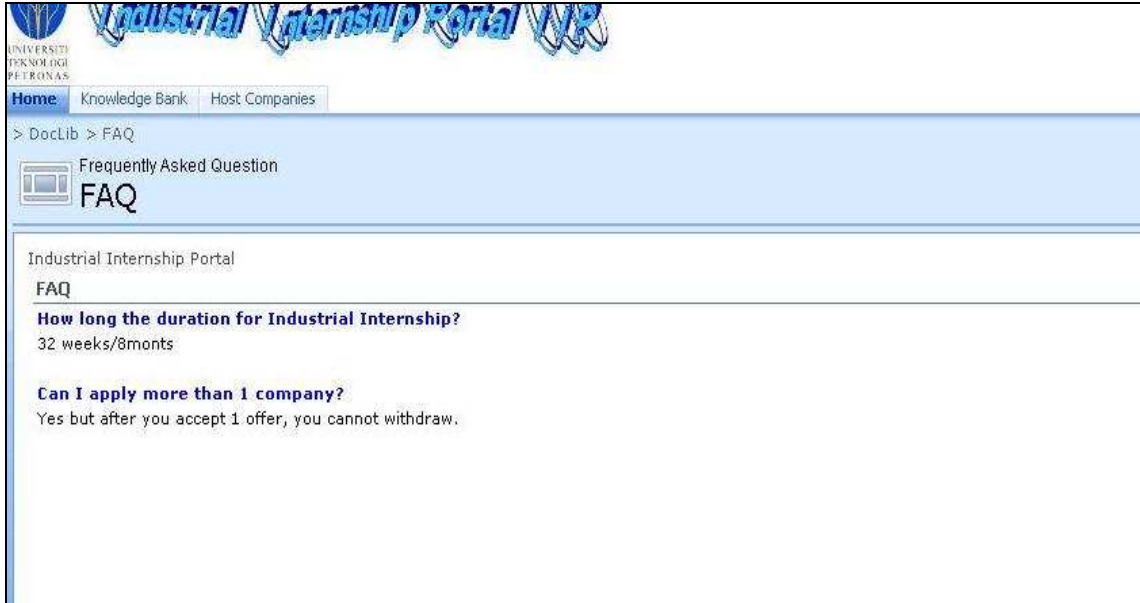 Industrial Internship Portal IIP
UNIVERSITI
TEKNOLOGI
PETRONAS
Home Knowledge Bank Host Companies
> DocLib > FAQ
Frequently Asked Question
FAQ
Industrial Internship Portal
FAQ
How long the duration for Industrial Internship?
32 weeks/8monts
Can I apply more than 1 company?
Yes but after you accept 1 offer, you cannot withdraw.